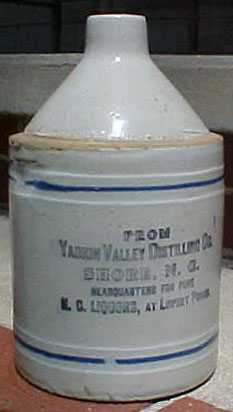 FROM
YADKIN VALLEY DISTILLING CO.
SHORE, N. C.
HEADQUARTERS FOR PURE
N. C. LIQUORS, AT LOWEST PRICES.